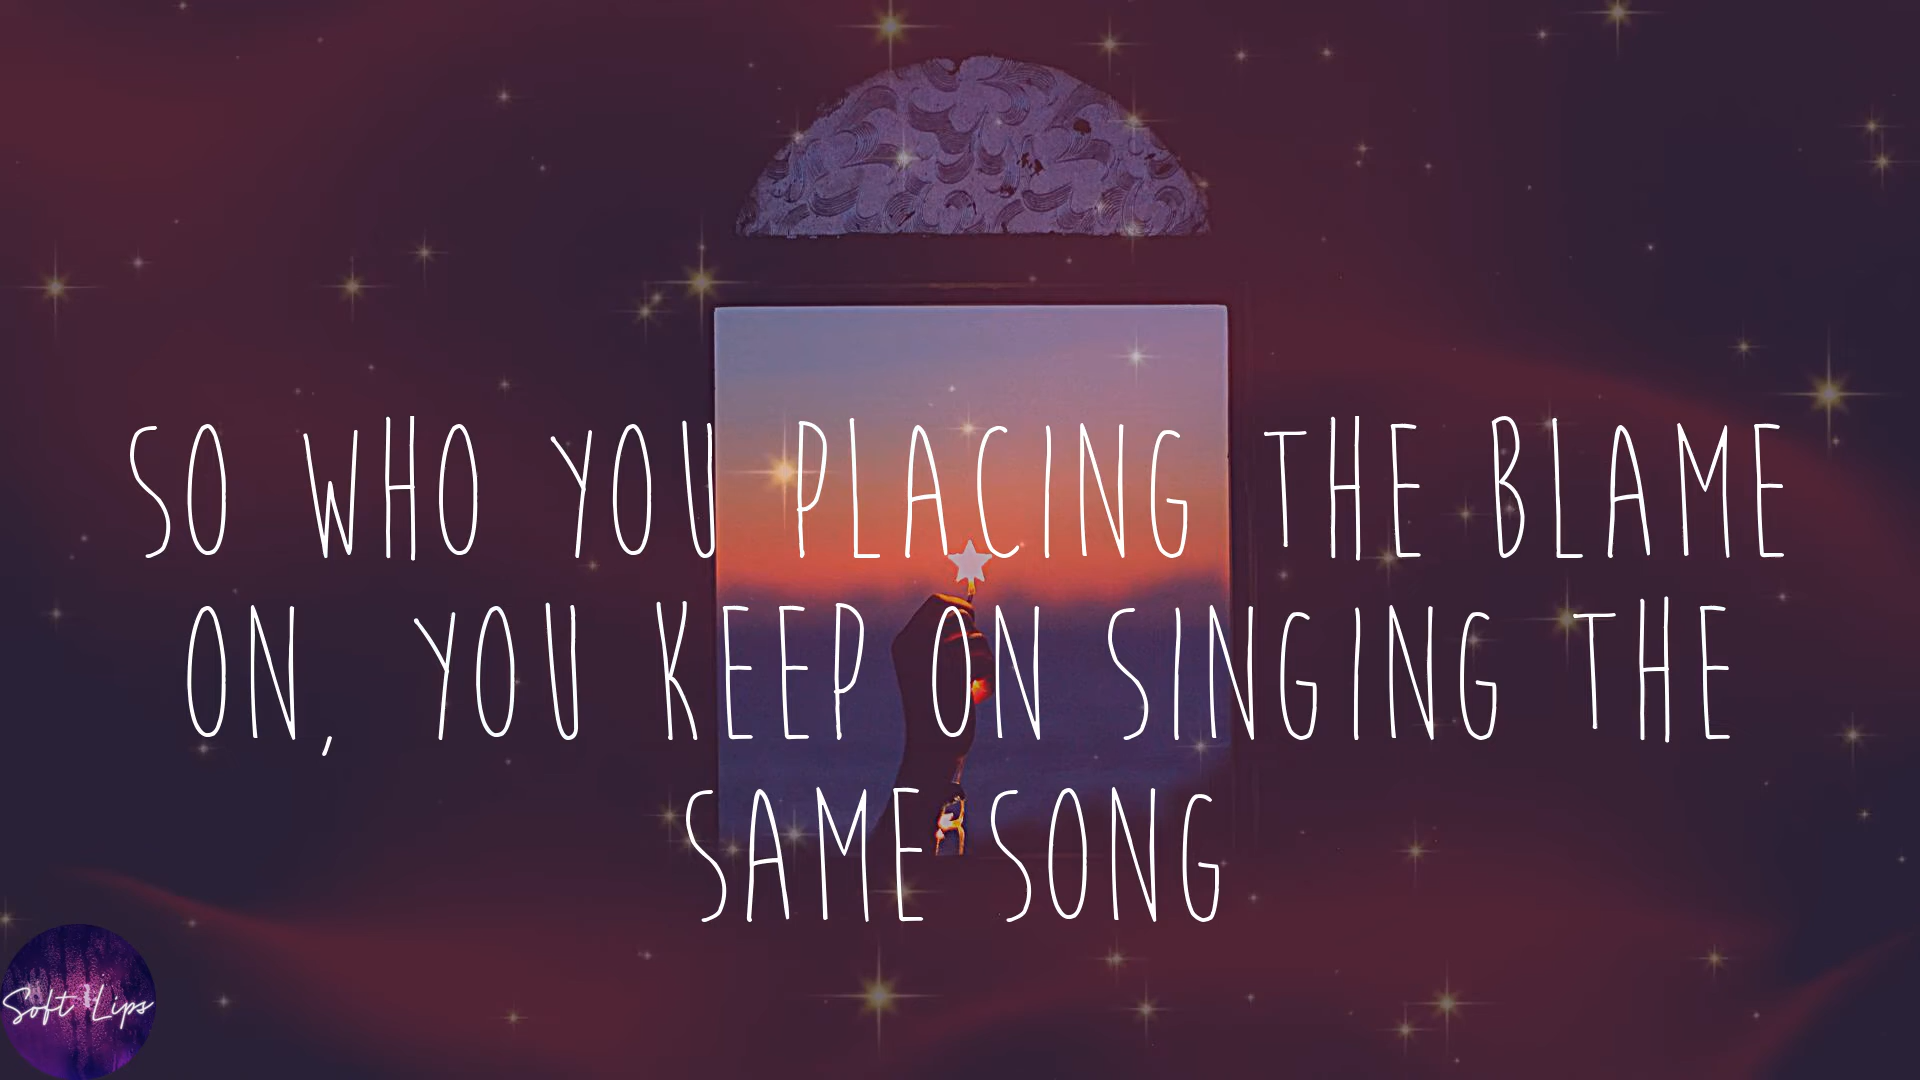 SO WHO YOU PLACING THE BLAME
ON, YOU KEEP ON SINGING THE
SAME SONG
Soft Lips